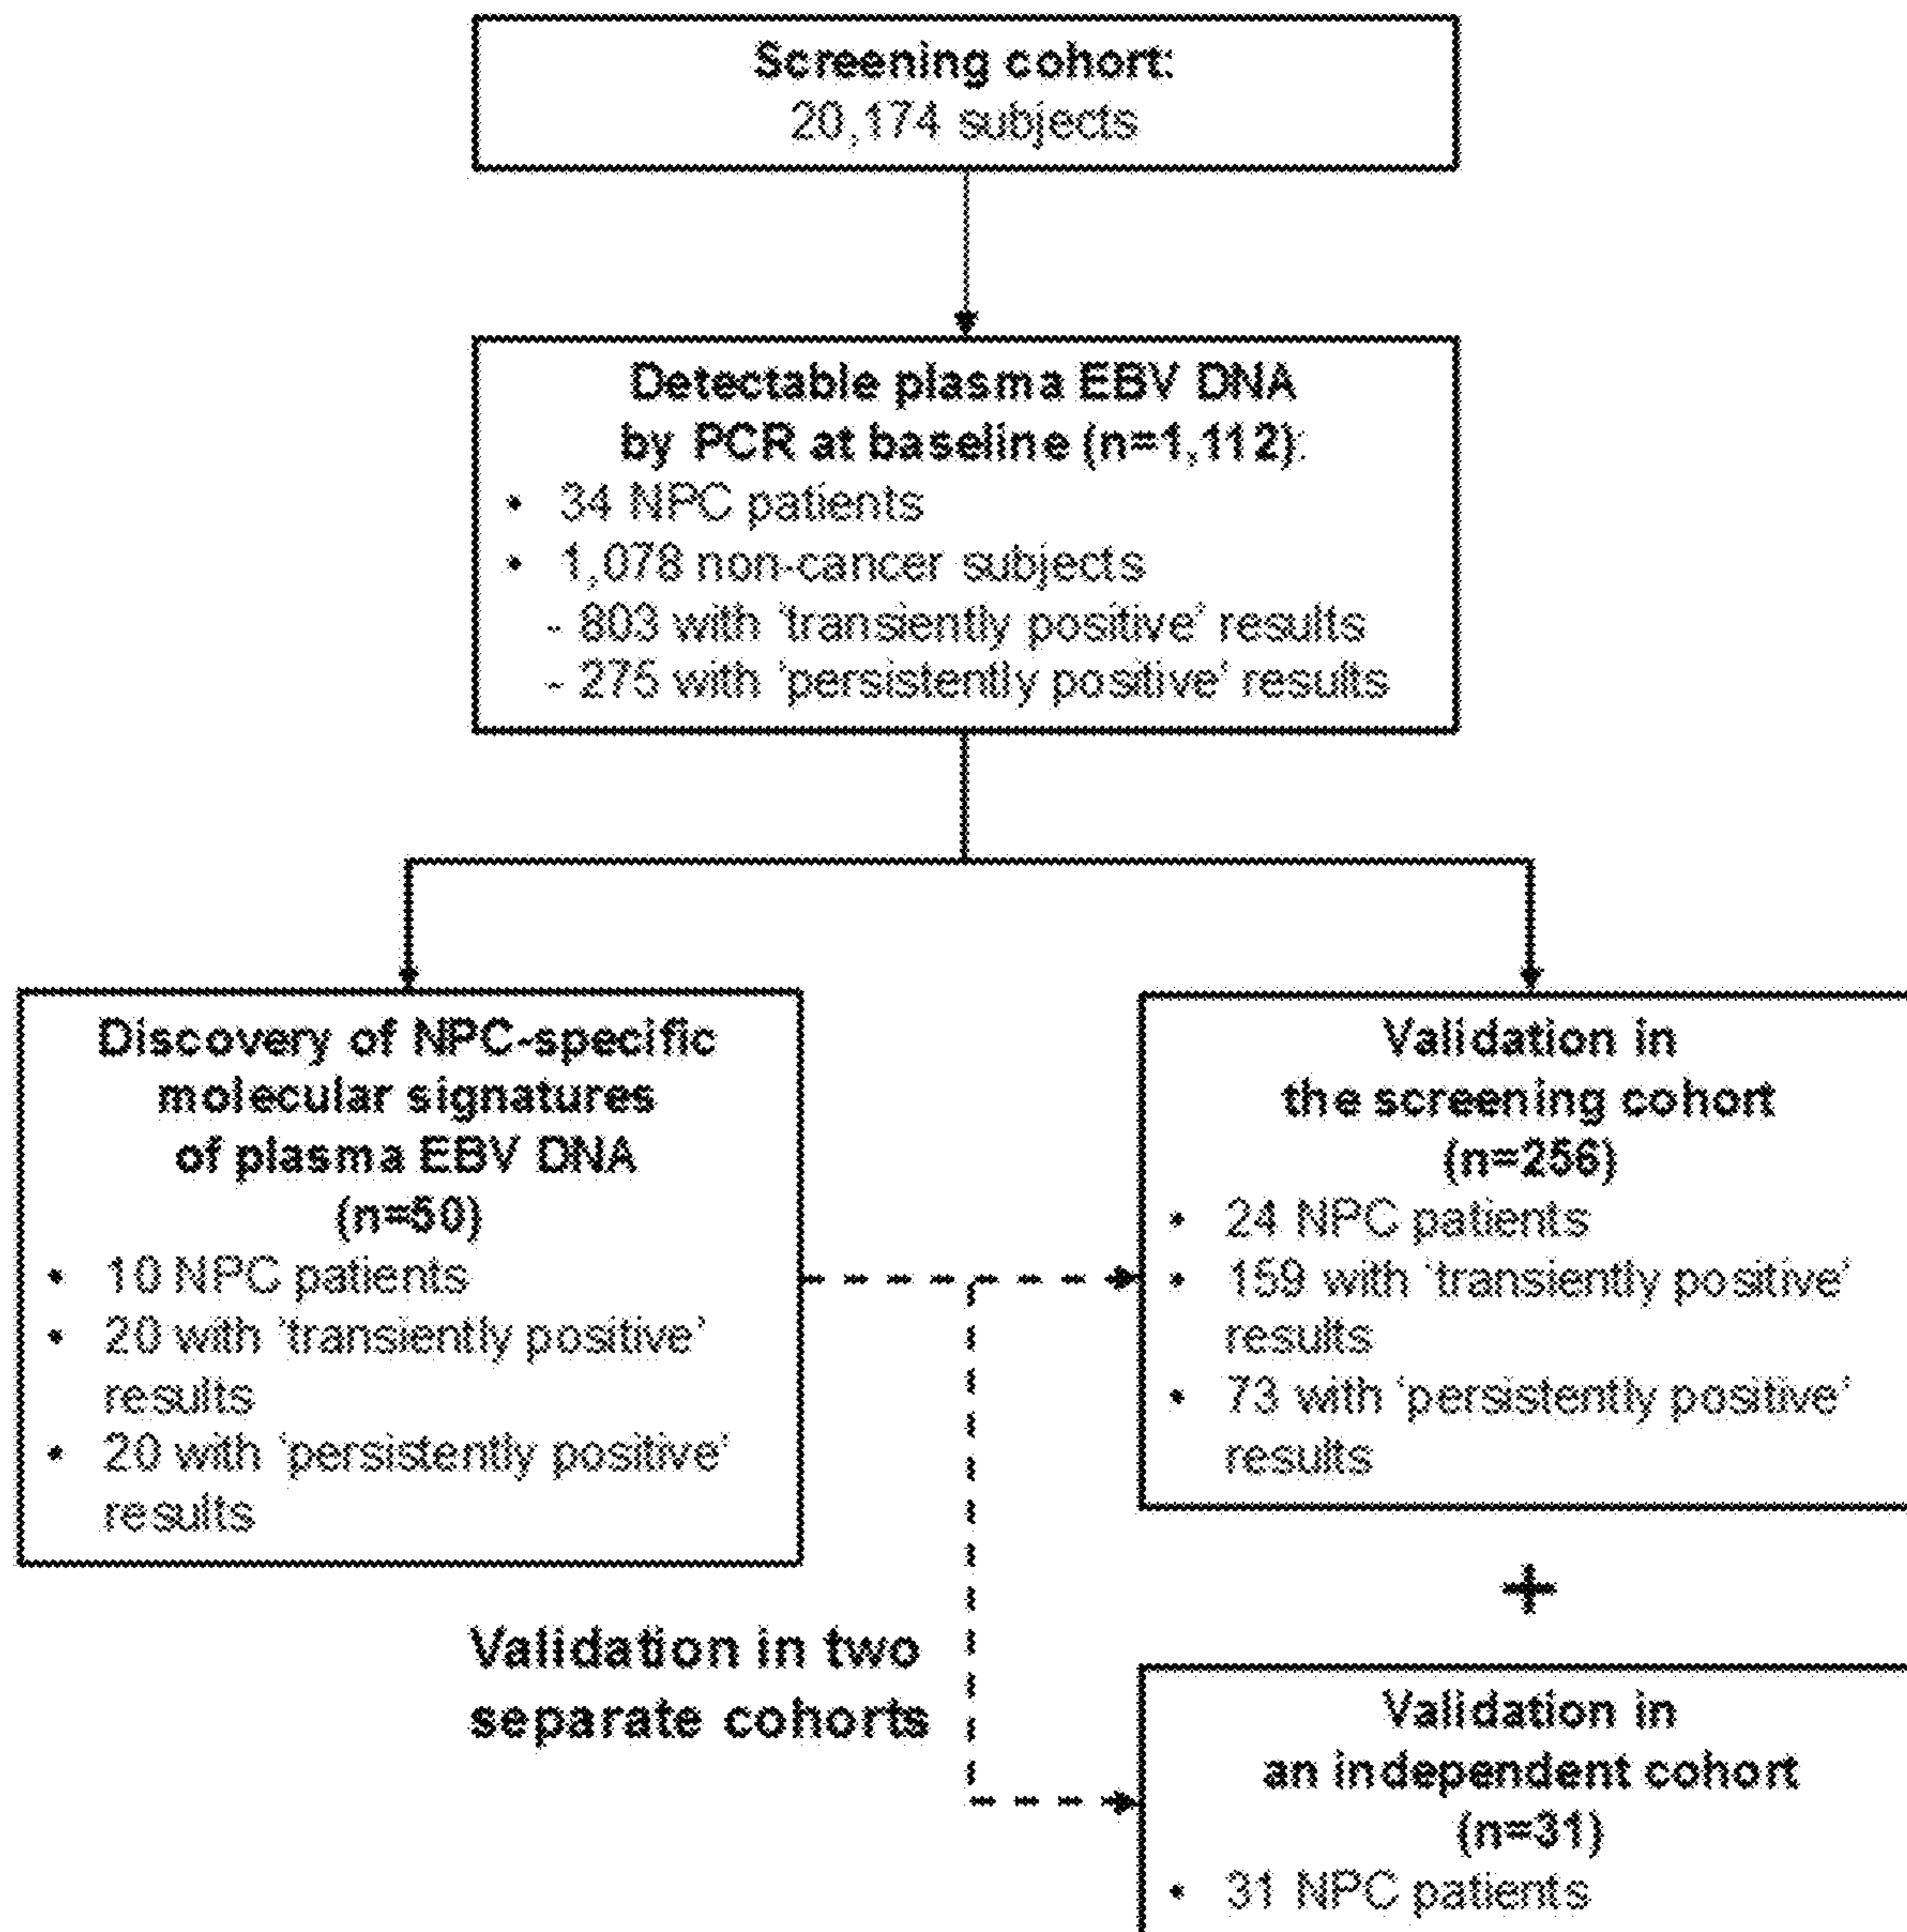 Screening cohort:
20,174 subjects
Detectable plasma EBV DNA
by PCR at baseline (n=1,112):
• 34 NPC patients
• 1,078 non-cancer subjects
- 803 with ‘transiently positive’ results
- 275 with ‘persistently positive’ results
Discovery of NPC-specific
molecular signatures
of plasma EBV DNA
(n=50)
• 10 NPC patients
• 20 with ‘transiently positive’
results
• 20 with ‘persistently positive’
results
Validation in
the screening cohort
(n=256)
• 24 NPC patients
• 159 with ‘transiently positive’
results
• 73 with ‘persistently positive’
results
+
Validation in two
separate cohorts
Validation in
an independent cohort
(n=31)
• 31 NPC patients